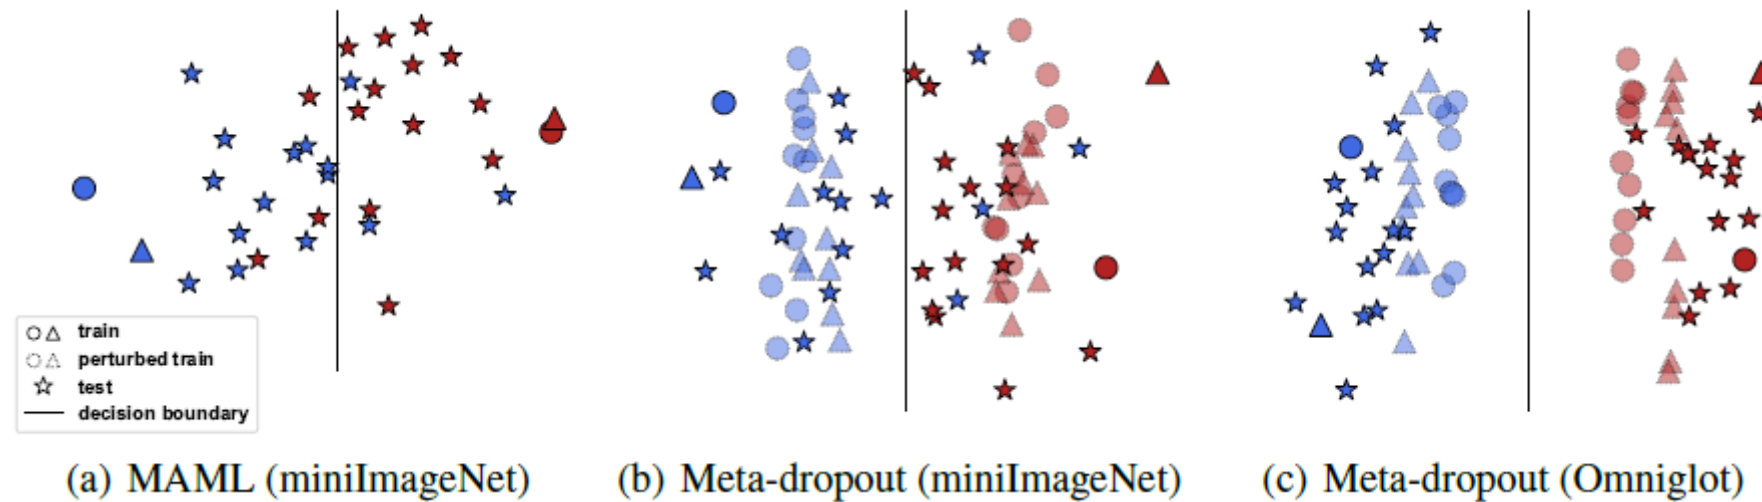 train
perturbed train
test
decision boundary
(a) MAML (miniImageNet)
(b) Meta-dropout (miniImageNet)
(c) Meta-dropout (Omniglot)